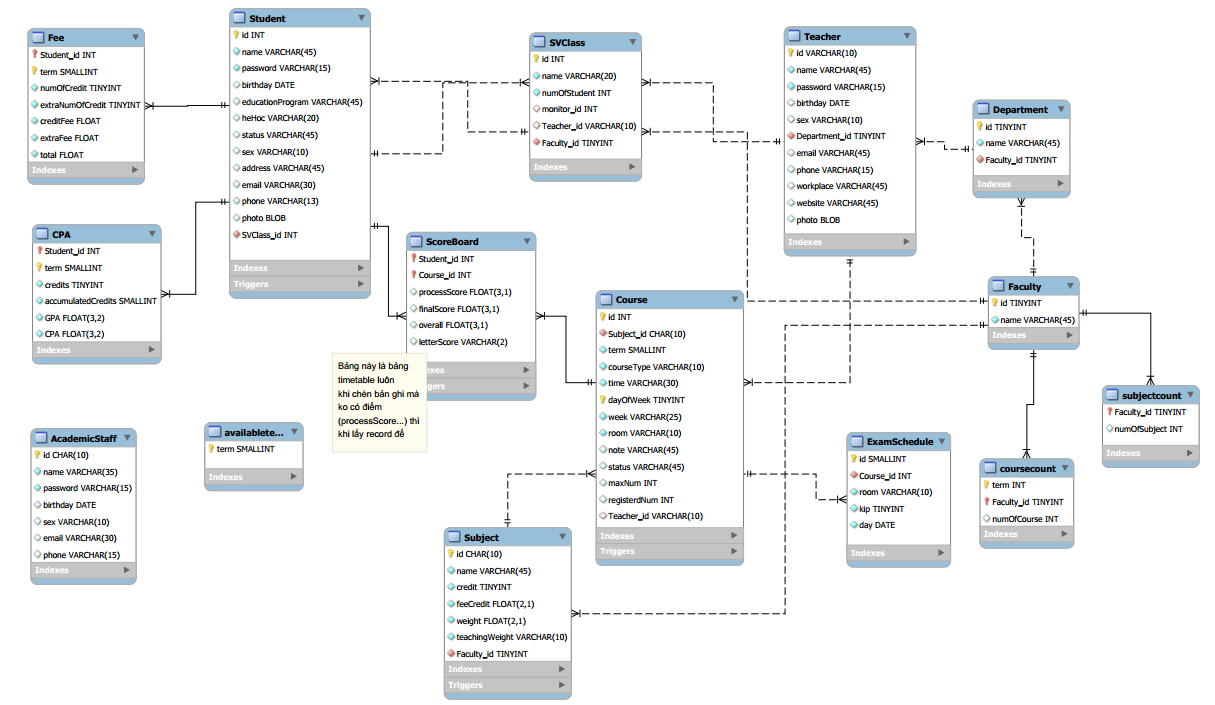 Fee
Student_id INT
term SMALLINT
numOfCredit TINYINT
extraNumOfCredit TINYINT
creditFee FLOAT
extraFee FLOAT
total FLOAT
Indexes
Student
id INT
name VARCHAR(45)
password VARCHAR(15)
birthday DATE
educationProgram VARCHAR(45)
heHoc VARCHAR(20)
status VARCHAR(45)
sex VARCHAR(10)
address VARCHAR(45)
email VARCHAR(30)
phone VARCHAR(13)
photo BLOB
SVClass_id INT
Indexes
Triggers
SVClass
id INT
name VARCHAR(20)
numOfStudent INT
monitor_id INT
Teacher_id VARCHAR(10)
Faculty_id TINYINT
Indexes
Teacher
id VARCHAR(10)
name VARCHAR(45)
password VARCHAR(15)
birthday DATE
sex VARCHAR(10)
Department_id TINYINT
email VARCHAR(45)
phone VARCHAR(15)
workplace VARCHAR(45)
website VARCHAR(45)
photo BLOB
Indexes
Department
id TINYINT
name VARCHAR(45)
Faculty_id TINYINT
Indexes
CPA
Student_id INT
term SMALLINT
credits TINYINT
accumulatedCredits SMALLINT
GPA FLOAT(3,2)
CPA FLOAT(3,2)
Indexes
ScoreBoard
Student_id INT
Course_id INT
processScore FLOAT(3,1)
finalScore FLOAT(3,1)
overall FLOAT(3,1)
letterScore VARCHAR(2)
exes
gers
Bảng này là bảng
timetable luôn
khi chèn bản ghi mà
ko có điểm
(processScore...) thì
khi lấy record để
Course
id INT
Subject_id CHAR(10)
term SMALLINT
courseType VARCHAR(10)
time VARCHAR(30)
dayOfWeek TINYINT
week VARCHAR(25)
room VARCHAR(10)
note VARCHAR(45)
status VARCHAR(45)
maxNum INT
registerdNum INT
Teacher_id VARCHAR(10)
Indexes
Triggers
Faculty
id TINYINT
name VARCHAR(45)
Indexes
subjectcount
Faculty_id TINYINT
numOfSubject INT
Indexes
AcademicStaff
id CHAR(10)
name VARCHAR(35)
password VARCHAR(15)
birthday DATE
sex VARCHAR(10)
email VARCHAR(30)
phone VARCHAR(15)
Indexes
availablete...
term SMALLINT
Indexes
ExamSchedule
id SMALLINT
Course_id INT
room VARCHAR(10)
kip TINYINT
day DATE
Indexes
coursecount
term INT
Faculty_id TINYINT
numOfCourse INT
Indexes
Subject
id CHAR(10)
name VARCHAR(45)
credit TINYINT
feeCredit FLOAT(2,1)
weight FLOAT(2,1)
teachingWeight VARCHAR(10)
Faculty_id TINYINT
Indexes
Triggers